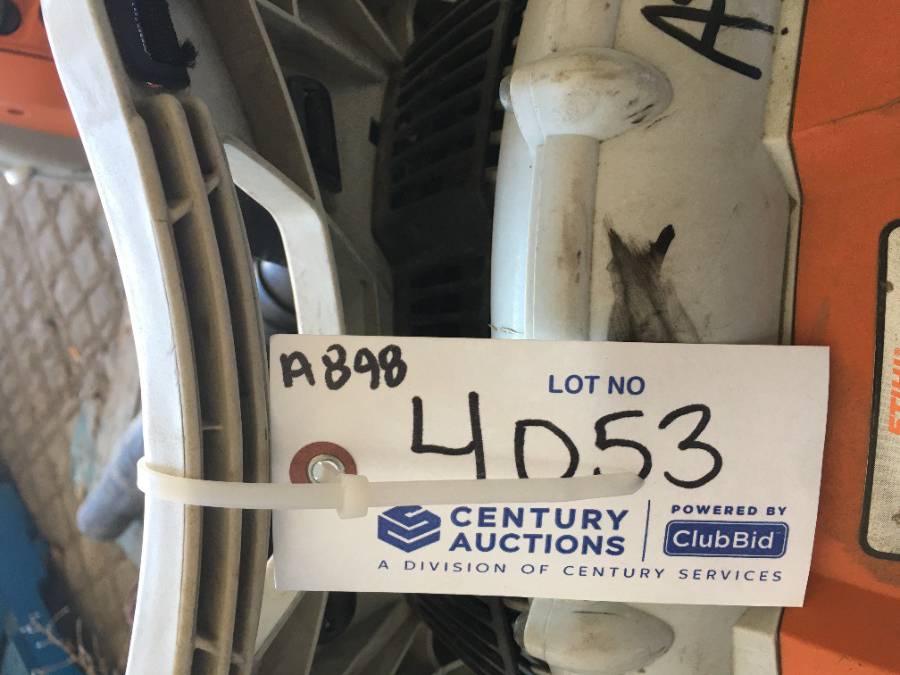 A898
LOT NO
4053
CENTURY
AUCTIONS
POWERED BY
ClubBid
A DIVISION OF CENTURY SERVICES